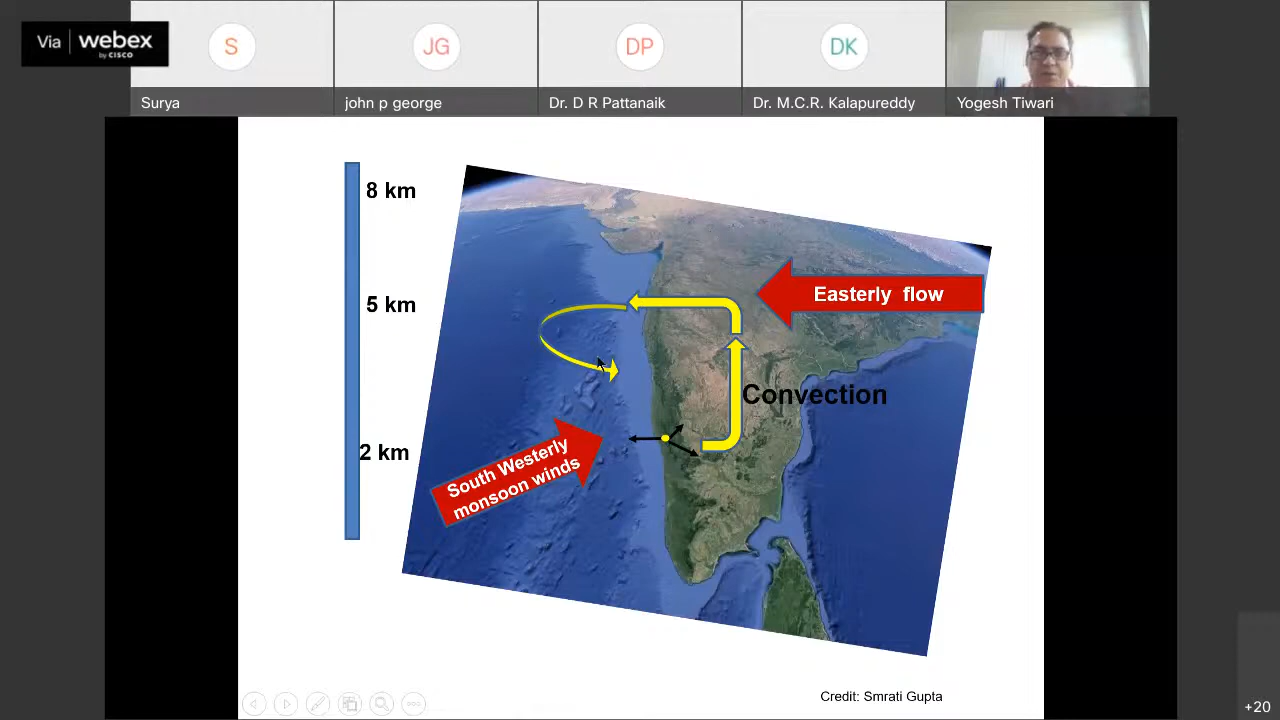 Via webex
by CISCO
S
JG
DP
DK
Surya
john p george
Dr. D R Pattanaik
Dr. M.C.R. Kalapureddy
Yogesh Tiwari
8 km
5 km
2 km
Easterly flow
Convection
South Westerly
monsoon winds
Credit: Smrati Gupta
+20